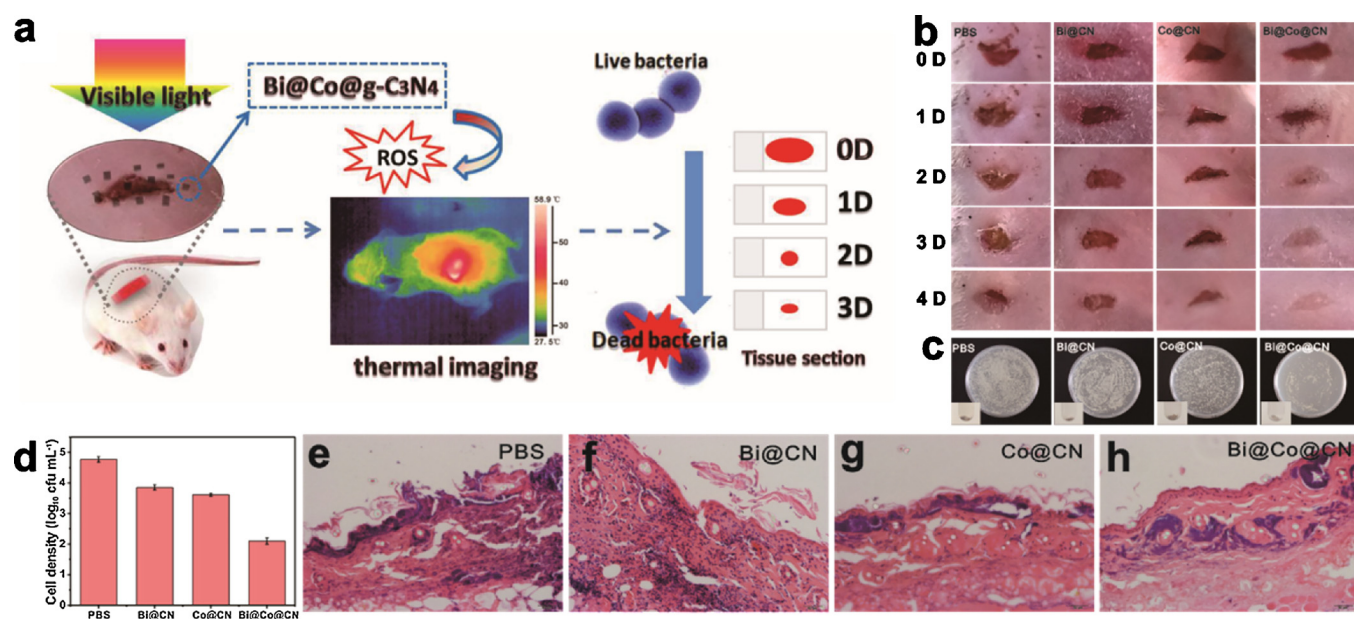 a
Visible light
Bi@Co@g-C3N4
ROS
58.9℃
50
40
30
27.5℃
thermal imaging
Live bacteria
Dead bacteria
0D
1D
2D
3D
Tissue section
b
PBS
Bi@CN
Co@CN
Bi@Co@CN
0 D
1 D
2 D
3 D
4 D
c
PBS
Bi@CN
Co@CN
Bi@Co@CN
d
Cell density (log₁₀ cfu mL⁻¹)
5
4
3
2
1
0
PBS
Bi@CN
Co@CN
Bi@Co@CN
e
PBS
f
Bi@CN
g
Co@CN
h
Bi@Co@CN